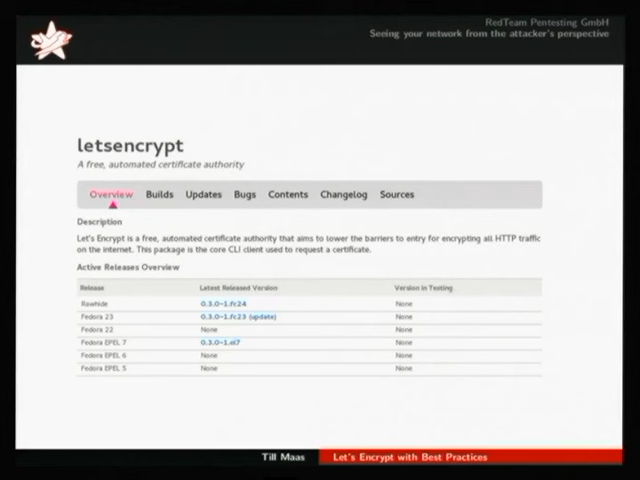 RedTeam Pentesting GmbH
Seeing your network from the attacker's perspective
letsencrypt
A free, automated certificate authority
Overview Builds Updates Bugs Contents Changelog Sources
Description
Let's Encrypt is a free, automated certificate authority that aims to lower the barriers to entry for encrypting all HTTP traffic
on the internet. This package is the core CLI client used to request a certificate.
Active Releases Overview
Release Latest Released Version Version in Testing
Rawhide 0.3.0-1.fc24 None
Fedora 23 0.3.0-1.fc23 (update) None
Fedora 22 None None
Fedora EPEL 7 0.3.0-1.el7 None
Fedora EPEL 6 None None
Fedora EPEL 5 None None
Till Maas Let's Encrypt with Best Practices